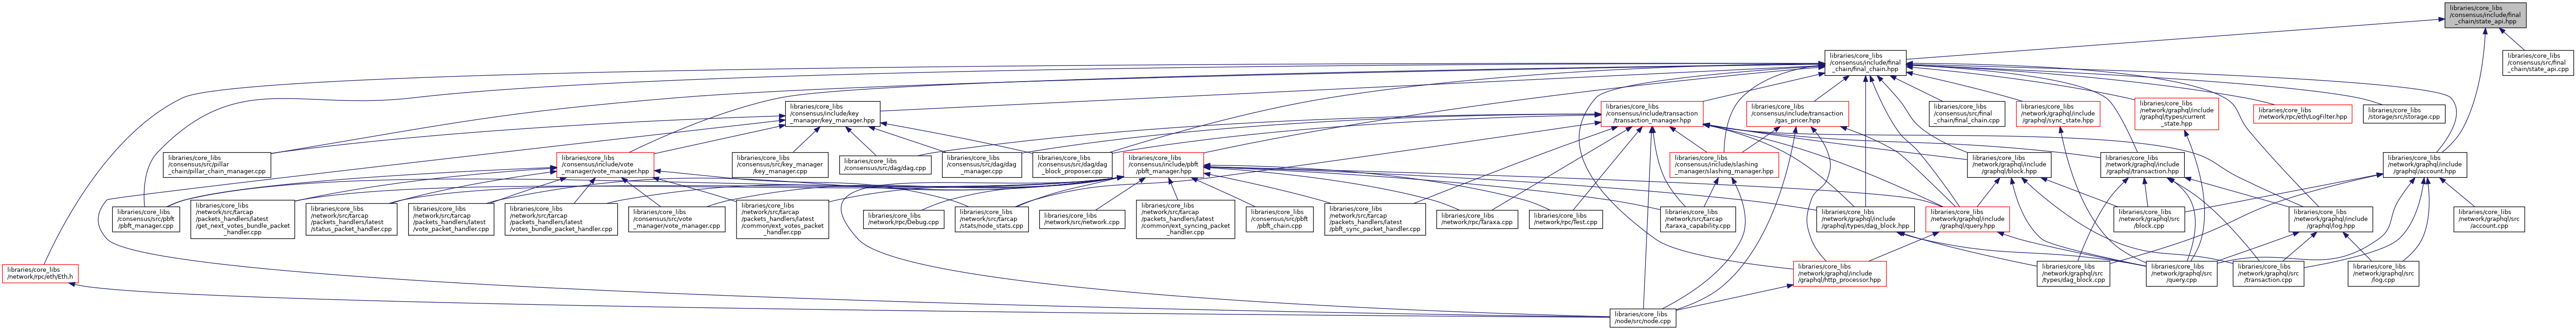 libraries/core_libs
/consensus/include/final
_chain/state_api.hpp
libraries/core_libs
/consensus/include/final
_chain/final_chain.hpp
libraries/core_libs
/consensus/src/final
_chain/state_api.cpp
libraries/core_libs
/consensus/include/key
_manager/key_manager.hpp
libraries/core_libs
/consensus/include/transaction
/transaction_manager.hpp
libraries/core_libs
/consensus/include/transaction
/gas_pricer.hpp
libraries/core_libs
/consensus/src/final
_chain/final_chain.cpp
libraries/core_libs
/network/graphql/include
/graphql/sync_state.hpp
libraries/core_libs
/network/graphql/include
/graphql/types/current
_state.hpp
libraries/core_libs
/network/rpc/eth/LogFilter.hpp
libraries/core_libs
/storage/src/storage.cpp
libraries/core_libs
/consensus/src/pillar
_chain/pillar_chain_manager.cpp
libraries/core_libs
/consensus/include/vote
_manager/vote_manager.hpp
libraries/core_libs
/consensus/src/key_manager
/key_manager.cpp
libraries/core_libs
/consensus/src/dag/dag.cpp
libraries/core_libs
/consensus/src/dag/dag
_manager.cpp
libraries/core_libs
/consensus/src/dag/dag
_block_proposer.cpp
libraries/core_libs
/consensus/include/pbft
/pbft_manager.hpp
libraries/core_libs
/consensus/include/slashing
_manager/slashing_manager.hpp
libraries/core_libs
/network/graphql/include
/graphql/block.hpp
libraries/core_libs
/network/graphql/include
/graphql/transaction.hpp
libraries/core_libs
/network/graphql/include
/graphql/account.hpp
libraries/core_libs
/consensus/src/pbft
/pbft_manager.cpp
libraries/core_libs
/network/src/tarcap
/packets_handlers/latest
/get_next_votes_bundle_packet
_handler.cpp
libraries/core_libs
/network/src/tarcap
/packets_handlers/latest
/status_packet_handler.cpp
libraries/core_libs
/network/src/tarcap
/packets_handlers/latest
/vote_packet_handler.cpp
libraries/core_libs
/network/src/tarcap
/packets_handlers/latest
/votes_bundle_packet_handler.cpp
libraries/core_libs
/consensus/src/vote
_manager/vote_manager.cpp
libraries/core_libs
/network/src/tarcap
/packets_handlers/latest
/common/ext_votes_packet
_handler.cpp
libraries/core_libs
/network/rpc/Debug.cpp
libraries/core_libs
/network/src/tarcap
/stats/node_stats.cpp
libraries/core_libs
/network/src/network.cpp
libraries/core_libs
/network/src/tarcap
/packets_handlers/latest
/common/ext_syncing_packet
_handler.cpp
libraries/core_libs
/consensus/src/pbft
/pbft_chain.cpp
libraries/core_libs
/network/src/tarcap
/packets_handlers/latest
/pbft_sync_packet_handler.cpp
libraries/core_libs
/network/rpc/Taraxa.cpp
libraries/core_libs
/network/rpc/Test.cpp
libraries/core_libs
/network/src/tarcap
/taraxa_capability.cpp
libraries/core_libs
/network/graphql/include
/graphql/types/dag_block.hpp
libraries/core_libs
/network/graphql/include
/graphql/query.hpp
libraries/core_libs
/network/graphql/src
/block.cpp
libraries/core_libs
/network/graphql/include
/graphql/log.hpp
libraries/core_libs
/network/graphql/src
/account.cpp
libraries/core_libs
/network/rpc/eth/Eth.h
libraries/core_libs
/network/graphql/include
/graphql/http_processor.hpp
libraries/core_libs
/network/graphql/src
/types/dag_block.cpp
libraries/core_libs
/network/graphql/src
/query.cpp
libraries/core_libs
/network/graphql/src
/transaction.cpp
libraries/core_libs
/network/graphql/src
/log.cpp
libraries/core_libs
/node/src/node.cpp